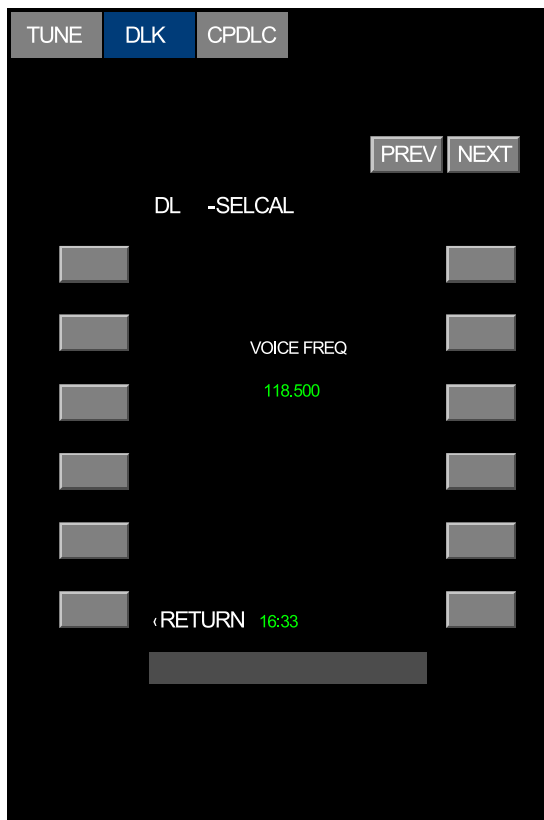 TUNE DLK CPDLC
PREV NEXT
DL -SELCAL
VOICE FREQ
118.500
‹RETURN 16:33